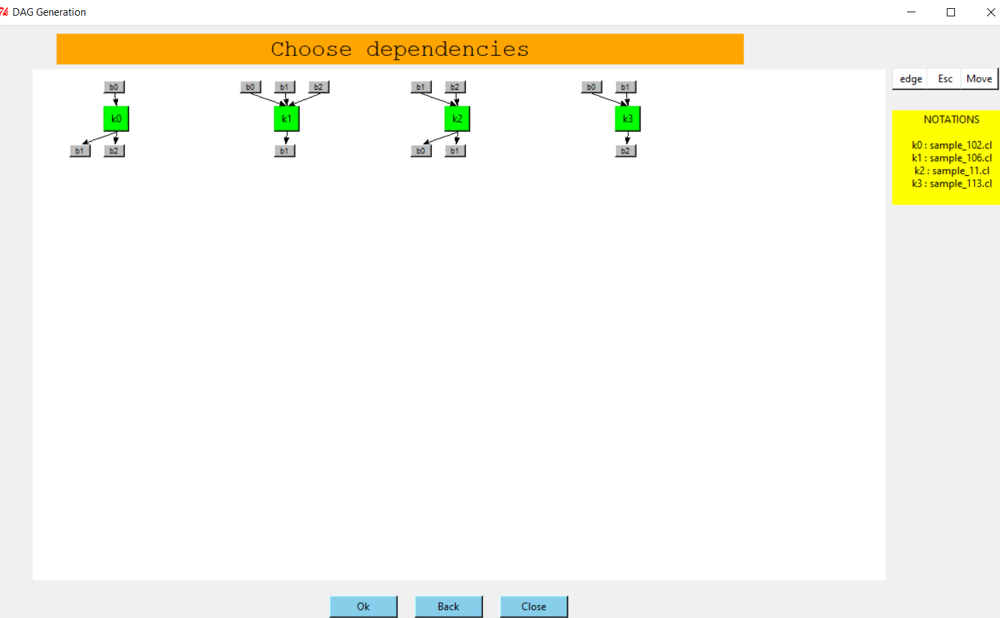 DAG Generation
Choose dependencies
edge Esc Move
b0 b0 b1 b2 b1 b2 b0 b1
k0 k1 k2 k3
b1 b2 b1 b0 b1 b2
NOTATIONS
k0 : sample_102.cl
k1 : sample_106.cl
k2 : sample_11.cl
k3 : sample_113.cl
Ok Back Close